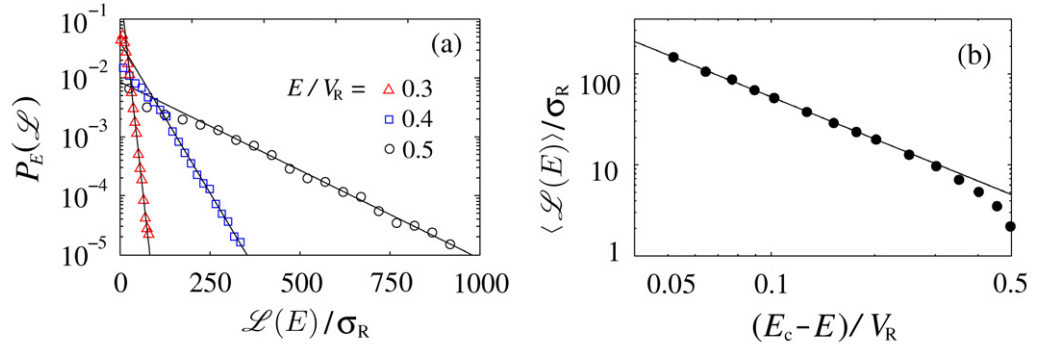 10⁻¹
10⁻²
10⁻³
10⁻⁴
10⁻⁵
P_E(ℒ)
(a)
E/V_R =
△ 0.3
□ 0.4
○ 0.5
0 250 500 750 1000
ℒ(E)/σ_R
100
10
1
⟨ℒ(E)⟩/σ_R
(b)
0.05 0.1 0.5
(E_c−E)/V_R